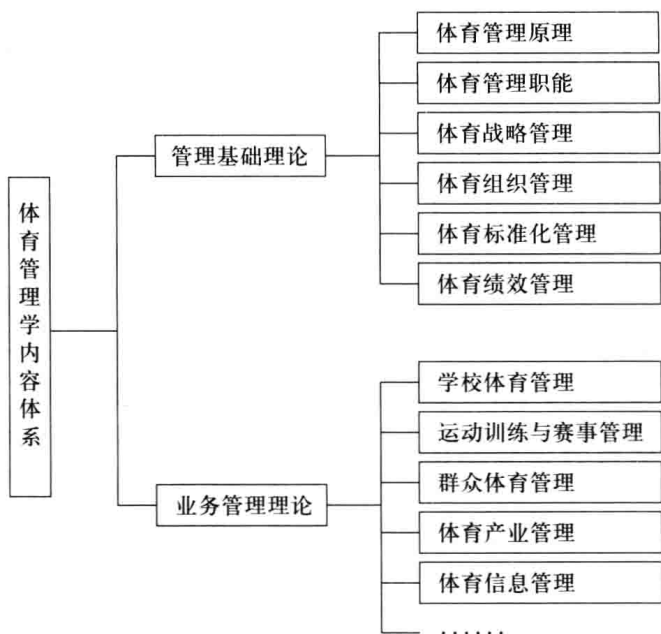 体育管理学内容体系
管理基础理论
体育管理原理
体育管理职能
体育战略管理
体育组织管理
体育标准化管理
体育绩效管理
业务管理理论
学校体育管理
运动训练与赛事管理
群众体育管理
体育产业管理
体育信息管理
……